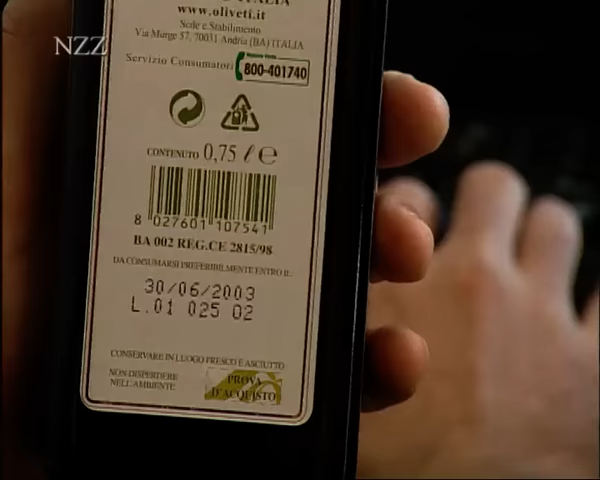 ITALIA
www.oliveti.it
Sede e Stabilimento
Via Murge 57, 70031 Andria (BA) ITALIA
NZZ
Servizio Consumatori 800-401740
CONTENUTO 0,75 ℓ ℮
8 027601 107541
BA 002 REG.CE 2815/98
DA CONSUMARSI PREFERIBILMENTE ENTRO IL
30/06/2003
L.01 025 02
CONSERVARE IN LUOGO FRESCO E ASCIUTTO
NON DISPERDERE
NELL'AMBIENTE
PROVA
D'ACQUISTO